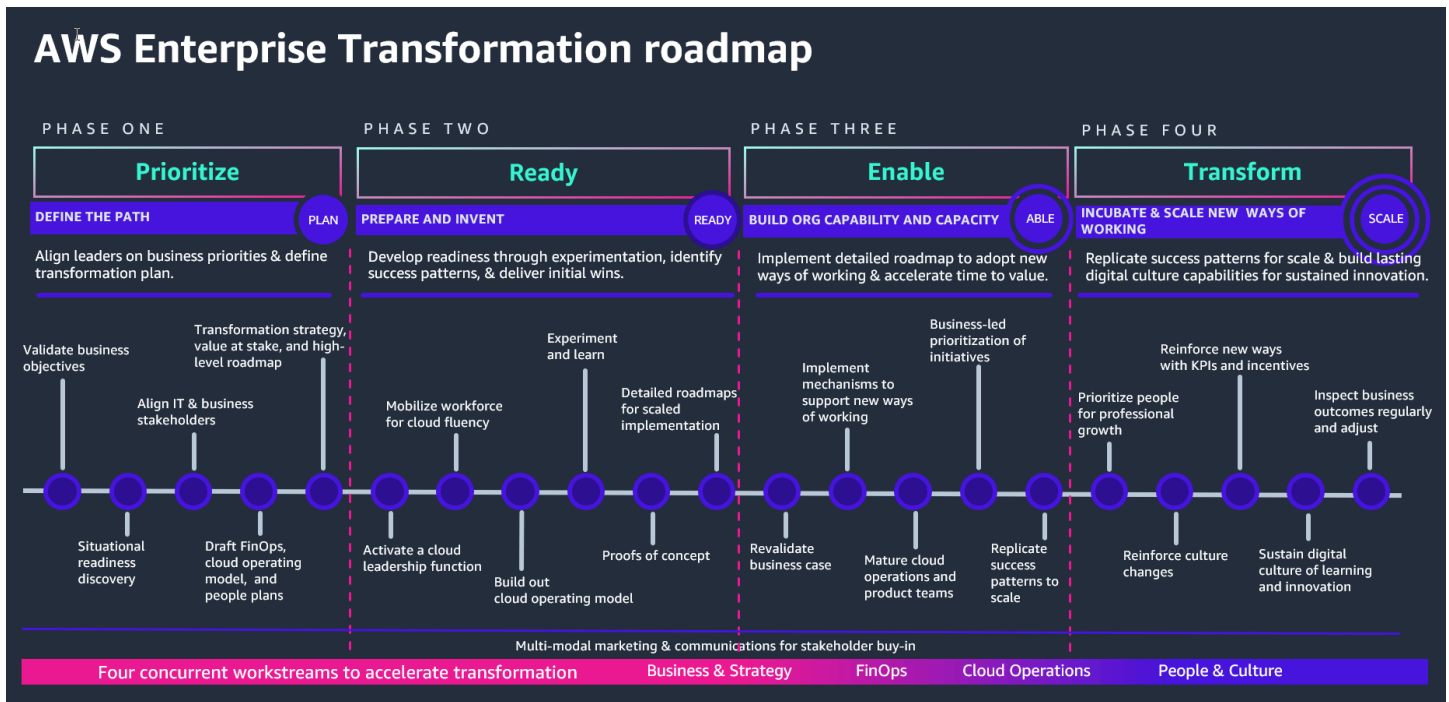 AWS Enterprise Transformation roadmap
PHASE ONE
Prioritize
DEFINE THE PATH
PLAN
Align leaders on business priorities & define
transformation plan.
PHASE TWO
Ready
PREPARE AND INVENT
READY
Develop readiness through experimentation, identify
success patterns, & deliver initial wins.
PHASE THREE
Enable
BUILD ORG CAPABILITY AND CAPACITY
ABLE
Implement detailed roadmap to adopt new
ways of working & accelerate time to value.
PHASE FOUR
Transform
INCUBATE & SCALE NEW WAYS OF
WORKING
SCALE
Replicate success patterns for scale & build lasting
digital culture capabilities for sustained innovation.
Validate business
objectives
Situational
readiness
discovery
Align IT & business
stakeholders
Draft FinOps,
cloud operating
model, and
people plans
Transformation strategy,
value at stake, and high-
level roadmap
Activate a cloud
leadership function
Mobilize workforce
for cloud fluency
Build out
cloud operating model
Experiment
and learn
Proofs of concept
Detailed roadmaps
for scaled
implementation
Revalidate
business case
Implement
mechanisms to
support new ways
of working
Mature cloud
operations and
product teams
Business-led
prioritization of
initiatives
Replicate
success
patterns to
scale
Prioritize people
for professional
growth
Reinforce culture
changes
Reinforce new ways
with KPIs and incentives
Sustain digital
culture of learning
and innovation
Inspect business
outcomes regularly
and adjust
Multi-modal marketing & communications for stakeholder buy-in
Four concurrent workstreams to accelerate transformation
Business & Strategy
FinOps
Cloud Operations
People & Culture